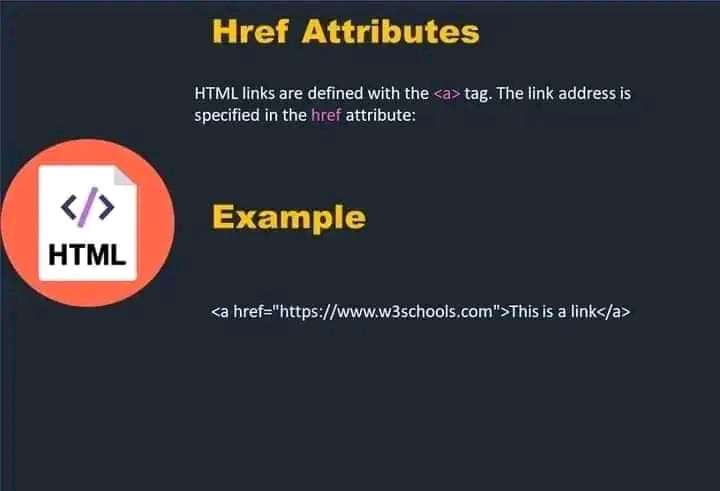 Href Attributes
HTML links are defined with the <a> tag. The link address is
specified in the href attribute:
</>
HTML
Example
<a href="https://www.w3schools.com">This is a link</a>